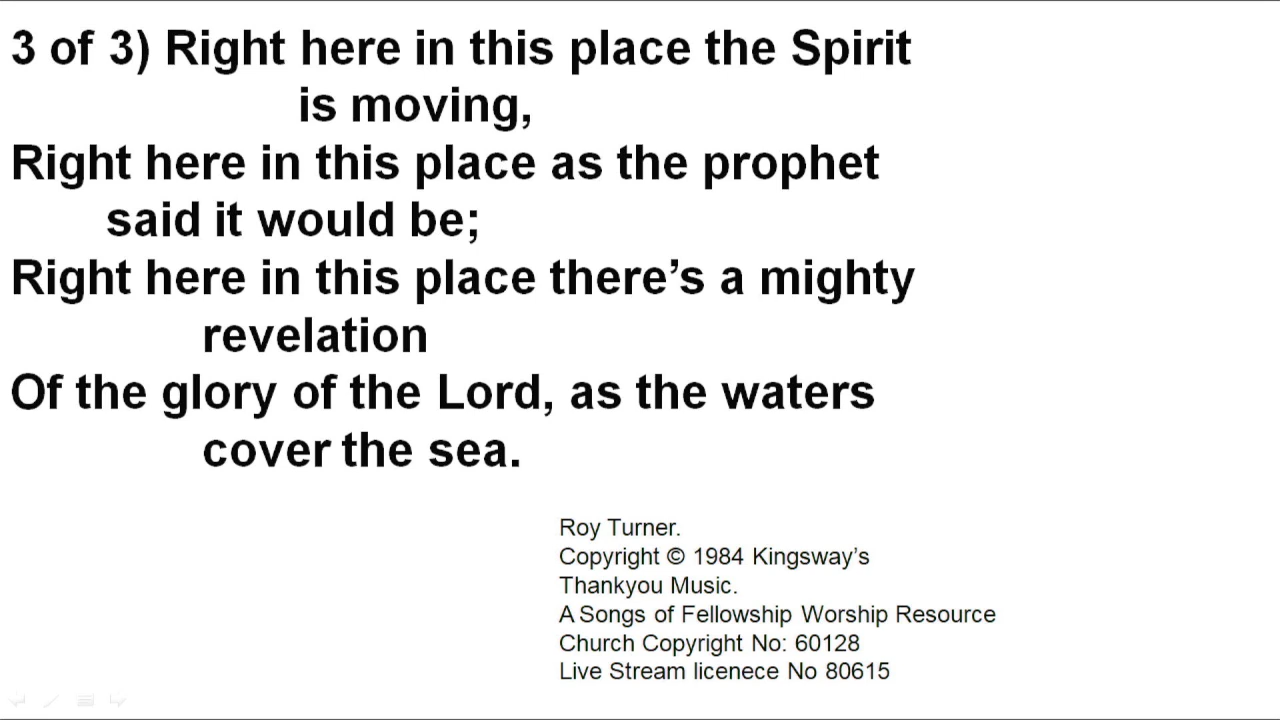 3 of 3) Right here in this place the Spirit
is moving,
Right here in this place as the prophet
said it would be;
Right here in this place there’s a mighty
revelation
Of the glory of the Lord, as the waters
cover the sea.
Roy Turner.
Copyright © 1984 Kingsway’s
Thankyou Music.
A Songs of Fellowship Worship Resource
Church Copyright No: 60128
Live Stream licenece No 80615